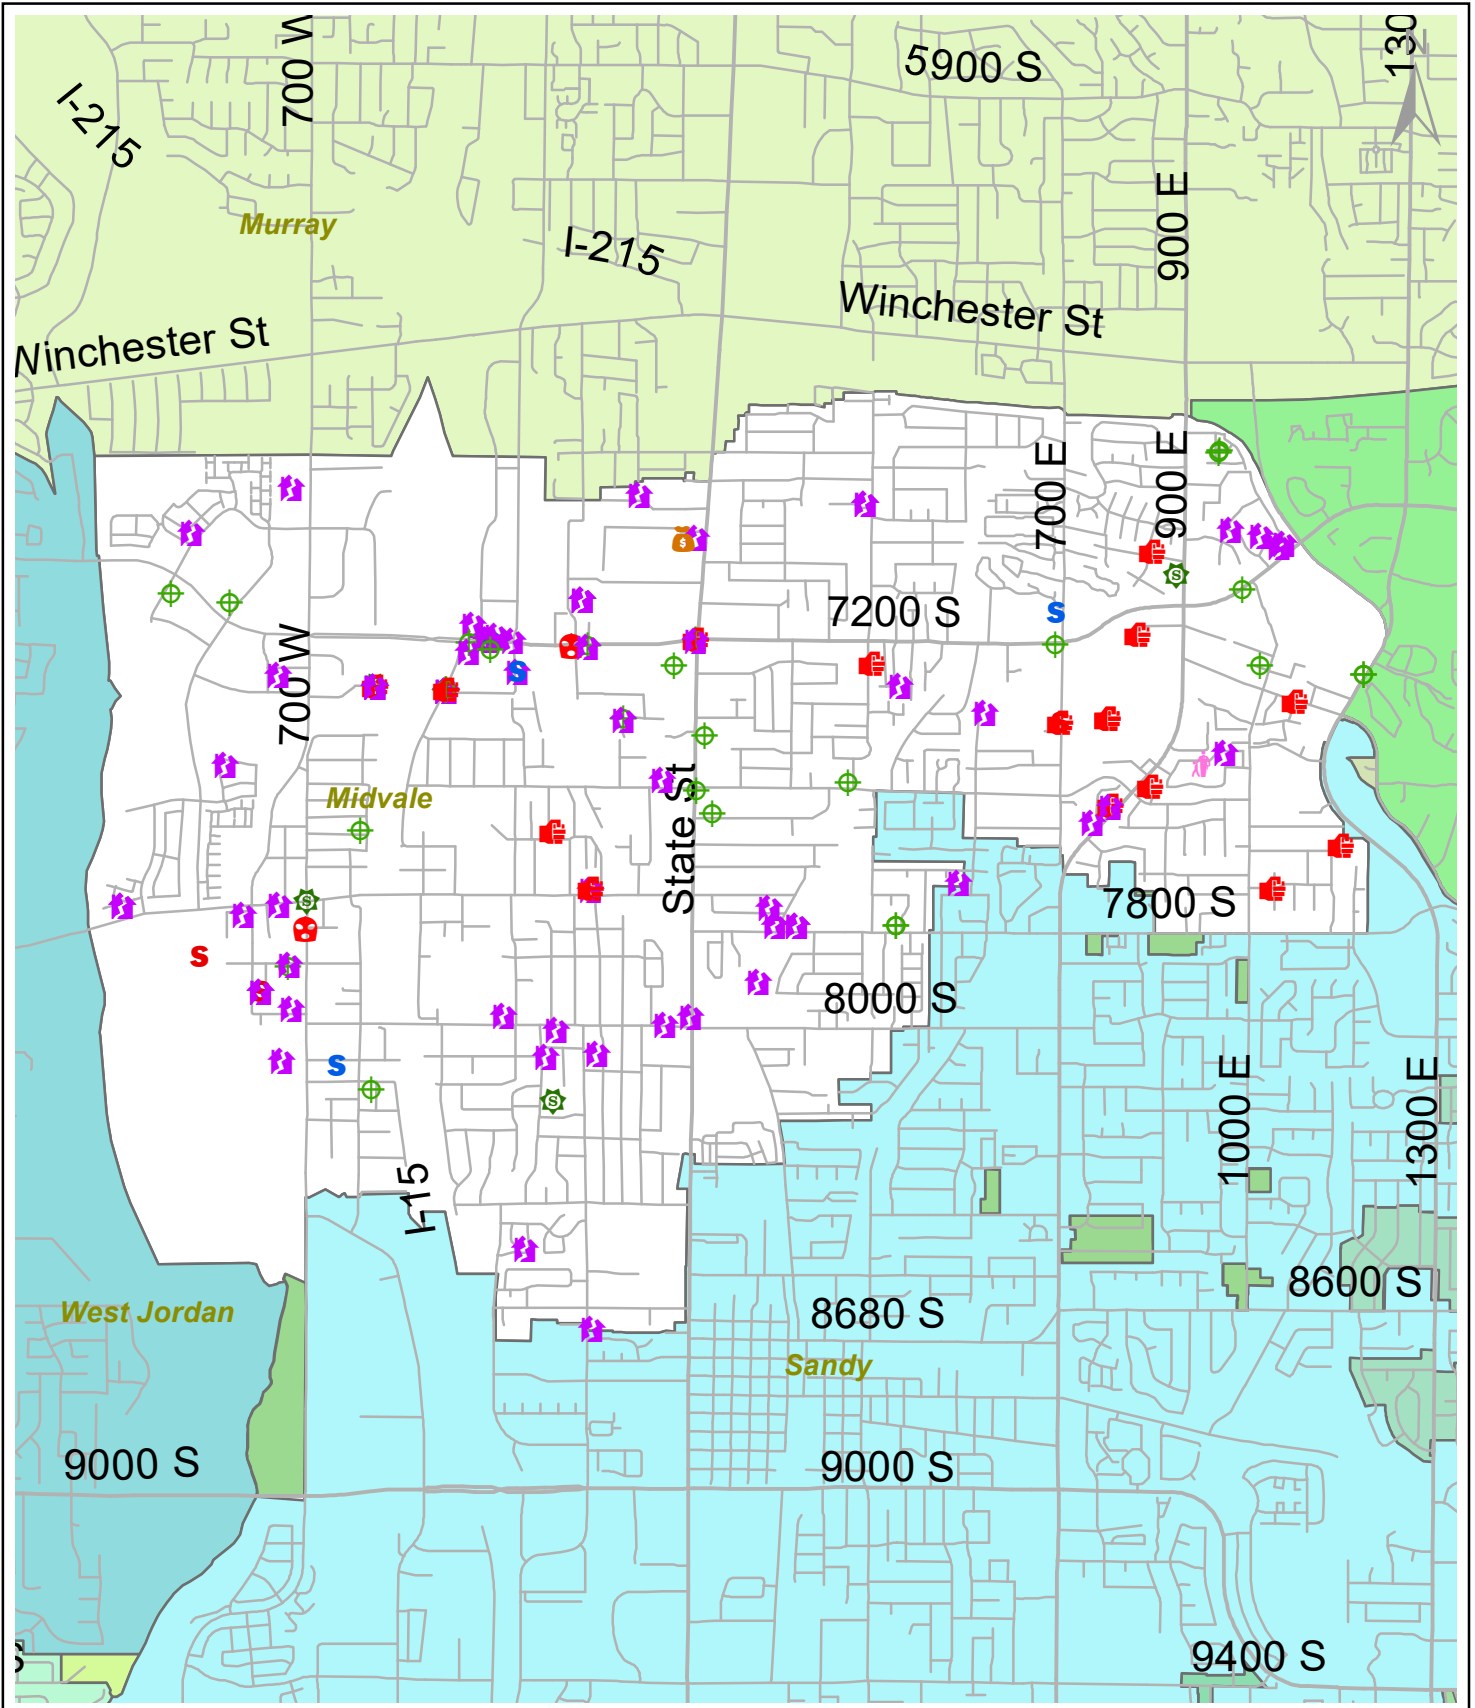 700 W
5900 S
130
I-215
900 E
Murray
I-215
Winchester St
Winchester St
700 E
900 E
7200 S
S
700 W
S
Midvale
State St
7800 S
S
8000 S
S
1000 E
1300 E
I-15
8600 S
West Jordan
8680 S
Sandy
9000 S
9000 S
9400 S
S